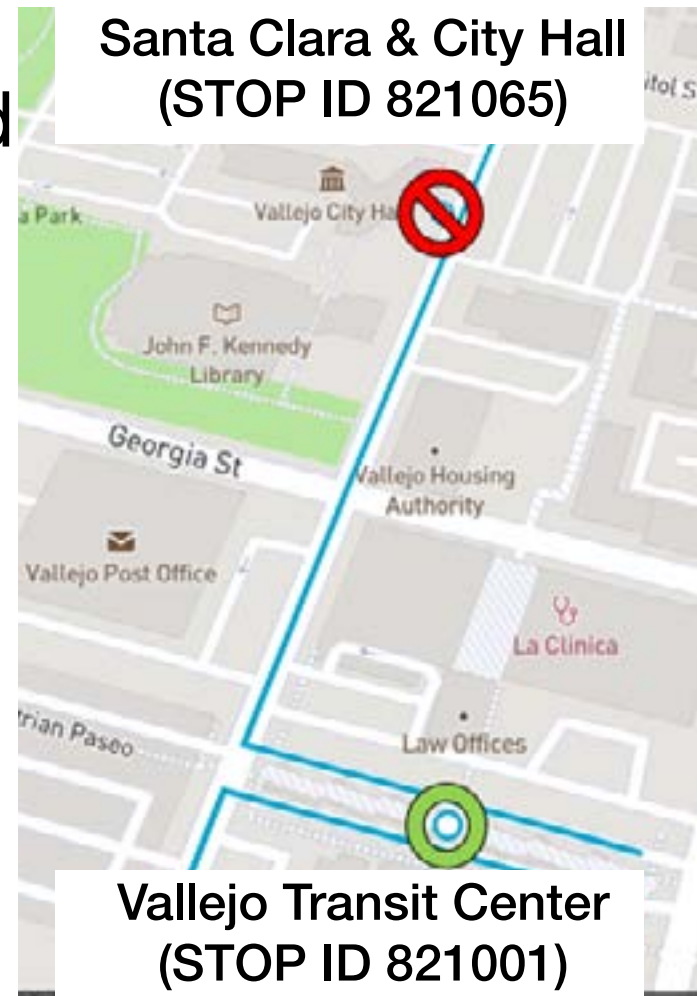 Santa Clara & City Hall
(STOP ID 821065)
Vallejo City Ha
a Park
John F. Kennedy
Library
Georgia St
Vallejo Housing
Authority
Vallejo Post Office
La Clinica
trian Paseo
Law Offices
Vallejo Transit Center
(STOP ID 821001)